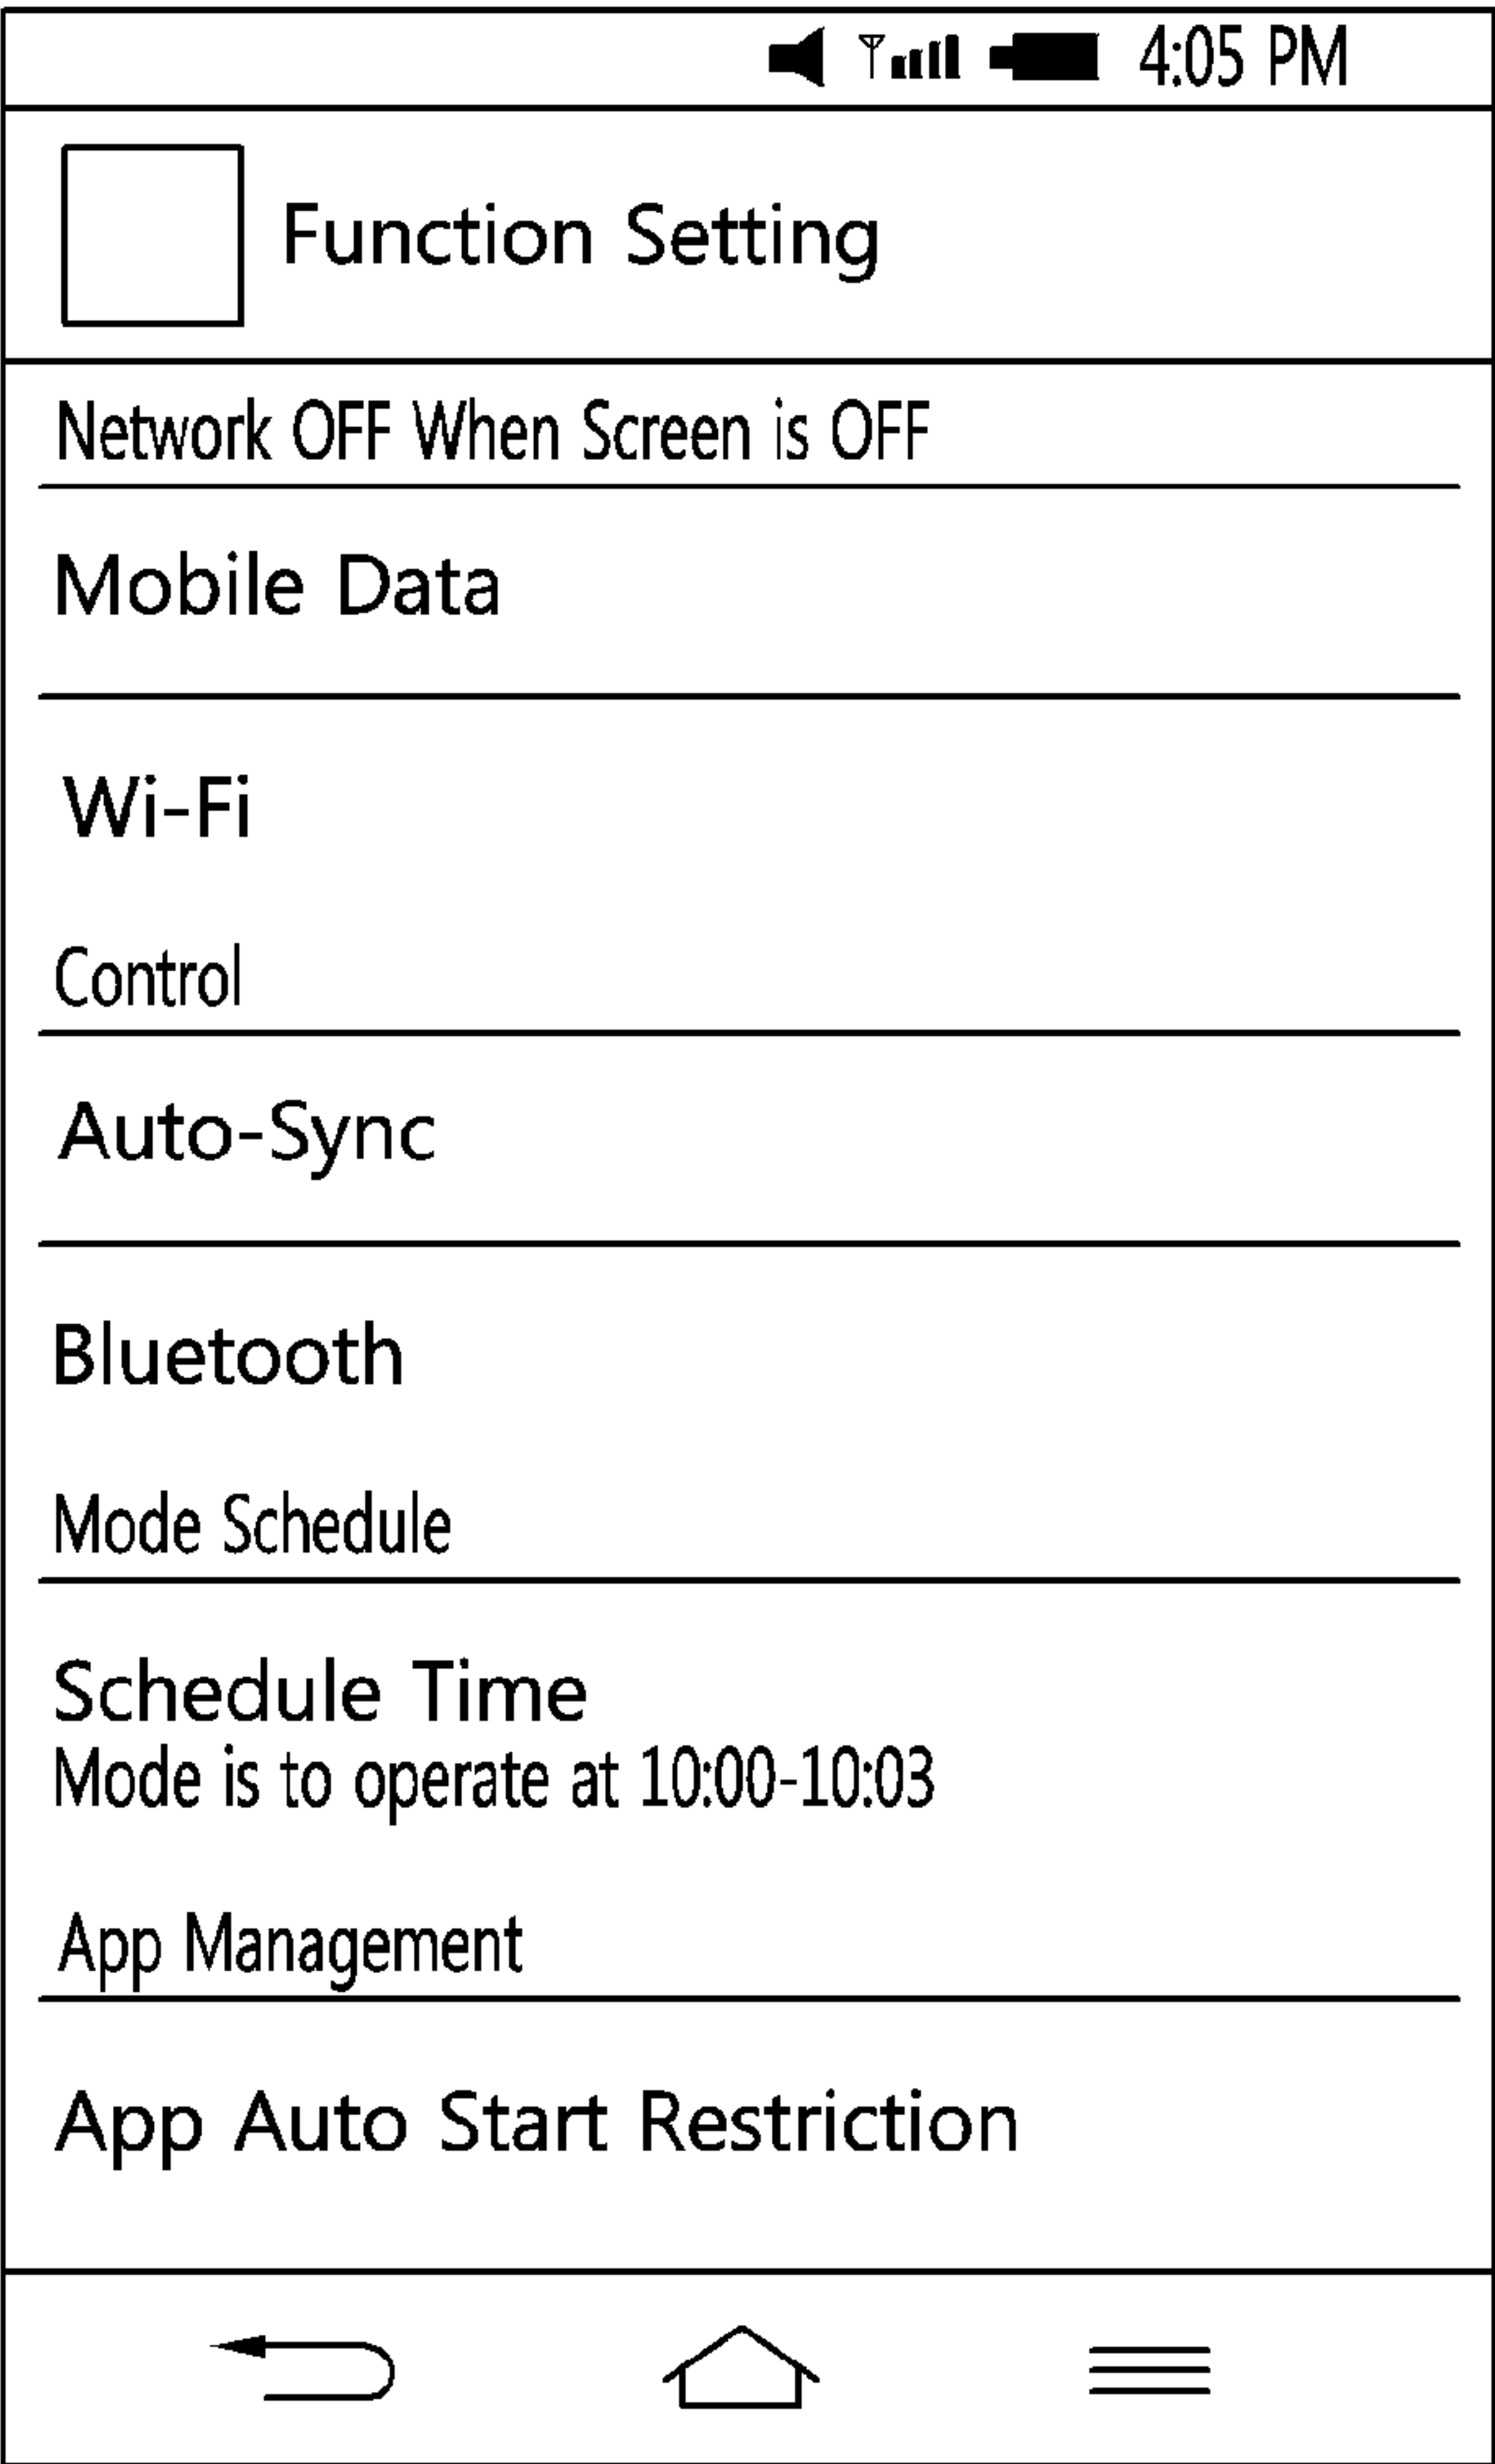 4:05 PM
Function Setting
Network OFF When Screen is OFF
Mobile Data
Wi-Fi
Control
Auto-Sync
Bluetooth
Mode Schedule
Schedule Time
Mode is to operate at 10:00-10:03
App Management
App Auto Start Restriction